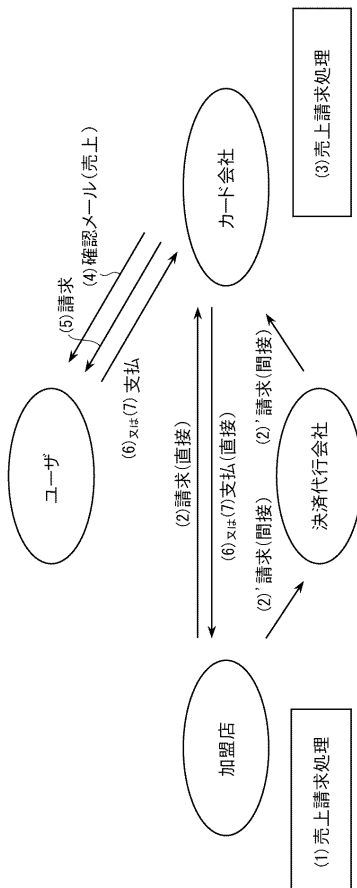 ユーザ
(5)請求
(4)確認メール(売上)
(6)又は(7) 支払
カード会社
(3)売上請求処理
(2)請求(直接)
(6)又は(7)支払(直接)
(2)'請求(間接)
(2)'請求(間接)
決済代行会社
加盟店
(1)売上請求処理